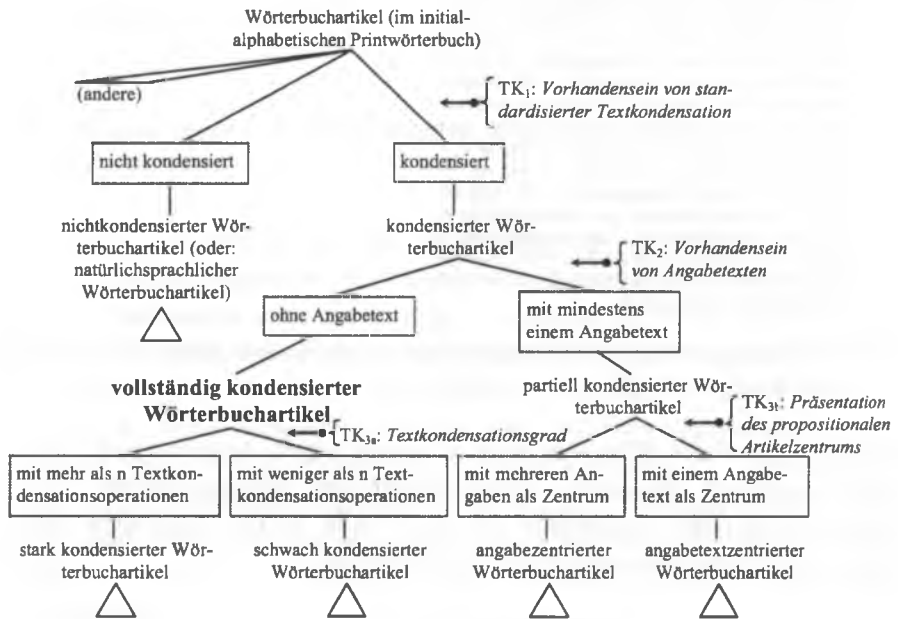 Wörterbuchartikel (im initial-
alphabetischen Printwörterbuch)
(andere)
TK₁: Vorhandensein von stan-
dardisierter Textkondensation
nicht kondensiert
kondensiert
nichtkondensierter Wör-
terbuchartikel (oder:
natürlichsprachlicher
Wörterbuchartikel)
kondensierter Wör-
terbuchartikel
TK₂: Vorhandensein
von Angabetexten
ohne Angabetext
mit mindestens
einem Angabetext
vollständig kondensierter
Wörterbuchartikel
partiell kondensierter Wör-
terbuchartikel
TK₃ₐ: Textkondensationsgrad
TK₃b: Präsentation
des propositionalen
Artikelzentrums
mit mehr als n Textkon-
densationsoperationen
mit weniger als n Text-
kondensationsoperationen
mit mehreren An-
gaben als Zentrum
mit einem Angabe-
text als Zentrum
stark kondensierter Wör-
terbuchartikel
schwach kondensierter
Wörterbuchartikel
angabezentrierter
Wörterbuchartikel
angabetextzentrierter
Wörterbuchartikel